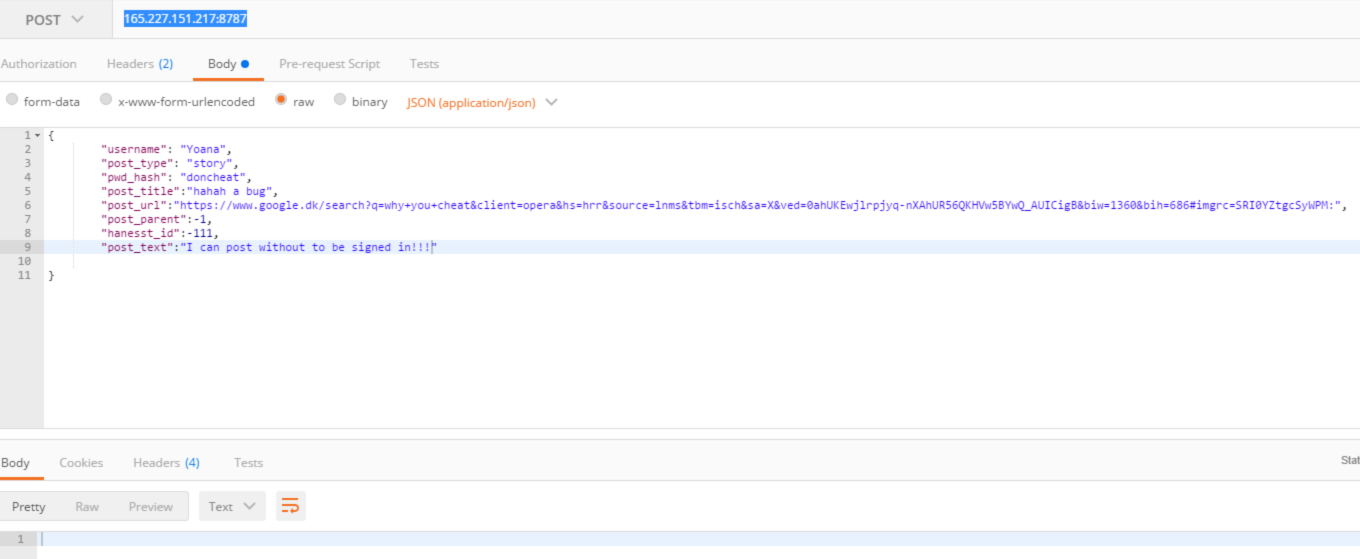 POST 165.227.151.217:8787
Authorization Headers (2) Body Pre-request Script Tests
form-data x-www-form-urlencoded raw binary JSON (application/json)
1 {
2 "username": "Yoana",
3 "post_type": "story",
4 "pwd_hash": "doncheat",
5 "post_title":"hahah a bug",
6 "post_url":"https://www.google.dk/search?q=why+you+cheat&client=opera&hs=hrr&source=lnms&tbm=isch&sa=X&ved=0ahUKEwjlrpjyq-nXAhUR56QKHVw5BYwQ_AUICigB&biw=1360&bih=686#imgrc=SRI0YZtgcSyWPM:",
7 "post_parent":-1,
8 "hanesst_id":-111,
9 "post_text":"I can post without to be signed in!!!"
10
11 }
Body Cookies Headers (4) Tests Stat
Pretty Raw Preview Text
1